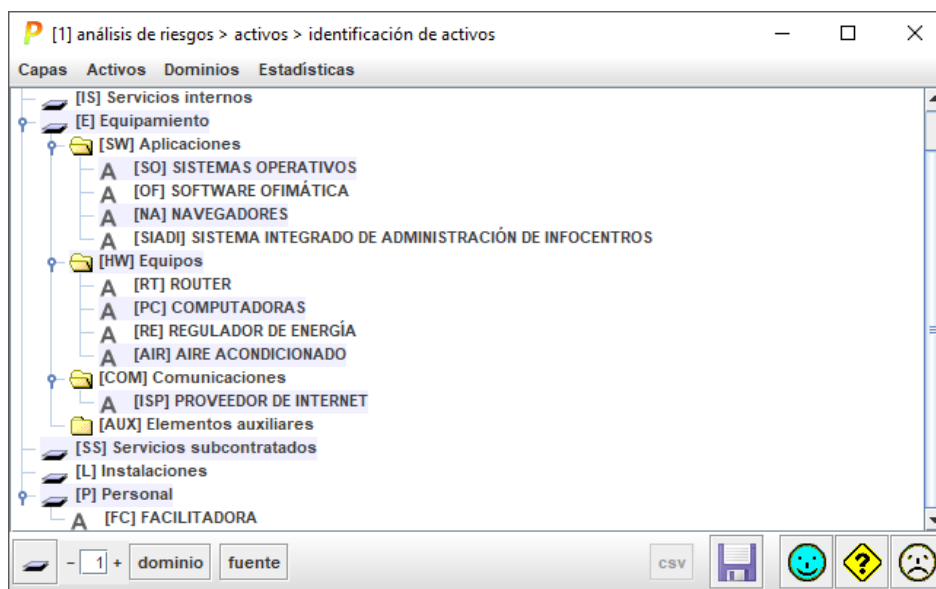 [1] análisis de riesgos > activos > identificación de activos
Capas Activos Dominios Estadísticas
[IS] Servicios internos
[E] Equipamiento
[SW] Aplicaciones
A [SO] SISTEMAS OPERATIVOS
A [OF] SOFTWARE OFIMÁTICA
A [NA] NAVEGADORES
A [SIADI] SISTEMA INTEGRADO DE ADMINISTRACIÓN DE INFOCENTROS
[HW] Equipos
A [RT] ROUTER
A [PC] COMPUTADORAS
A [RE] REGULADOR DE ENERGÍA
A [AIR] AIRE ACONDICIONADO
[COM] Comunicaciones
A [ISP] PROVEEDOR DE INTERNET
[AUX] Elementos auxiliares
[SS] Servicios subcontratados
[L] Instalaciones
[P] Personal
A [FC] FACILITADORA
- 1 + dominio fuente csv ?